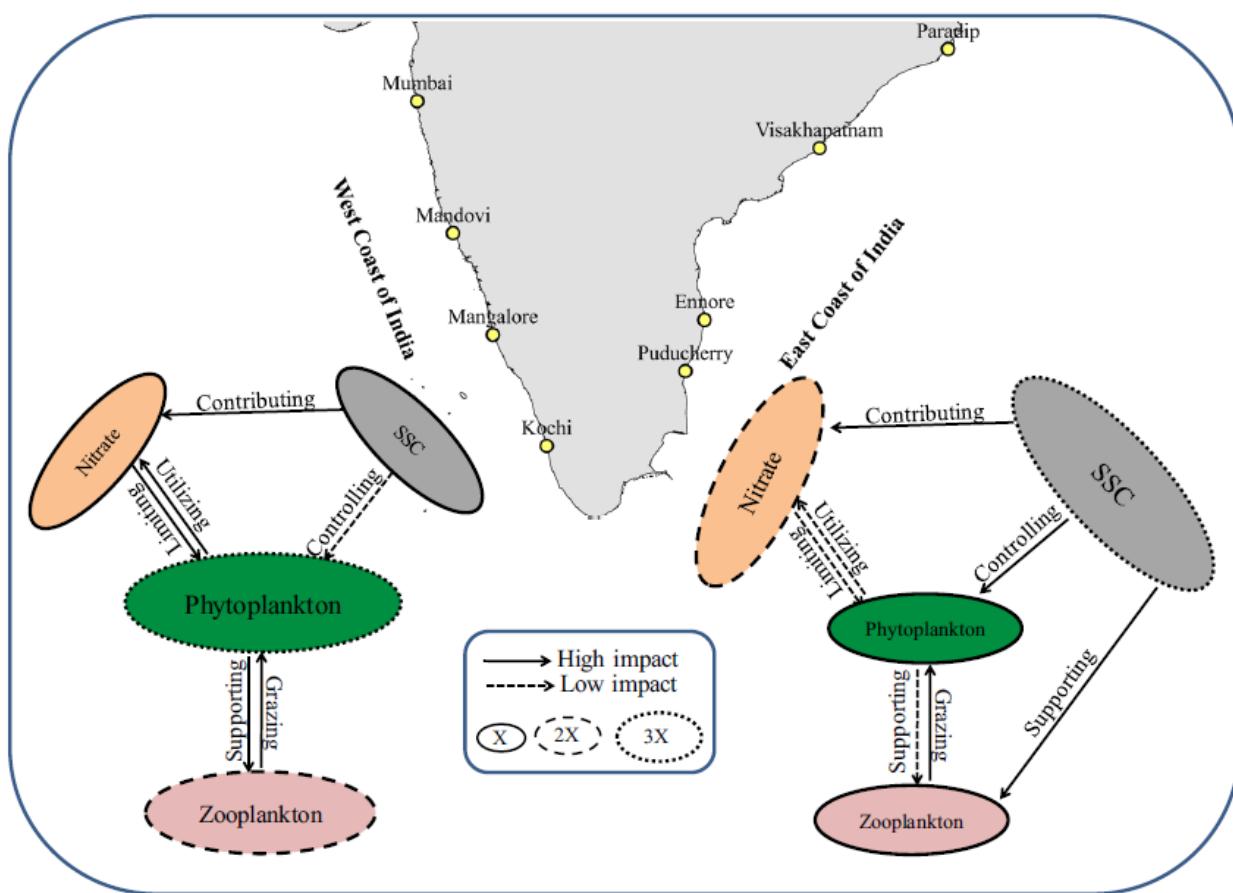 Paradip
Mumbai
Visakhapatnam
West Coast of India
Mandovi
East Coast of India
Ennore
Mangalore
Puducherry
Kochi
Nitrate
Contributing
SSC
Utilizing
Limiting
Controlling
Phytoplankton
Supporting
Grazing
Zooplankton
High impact
Low impact
X
2X
3X
Nitrate
Contributing
SSC
Utilizing
Limiting
Controlling
Phytoplankton
Supporting
Grazing
Supporting
Zooplankton